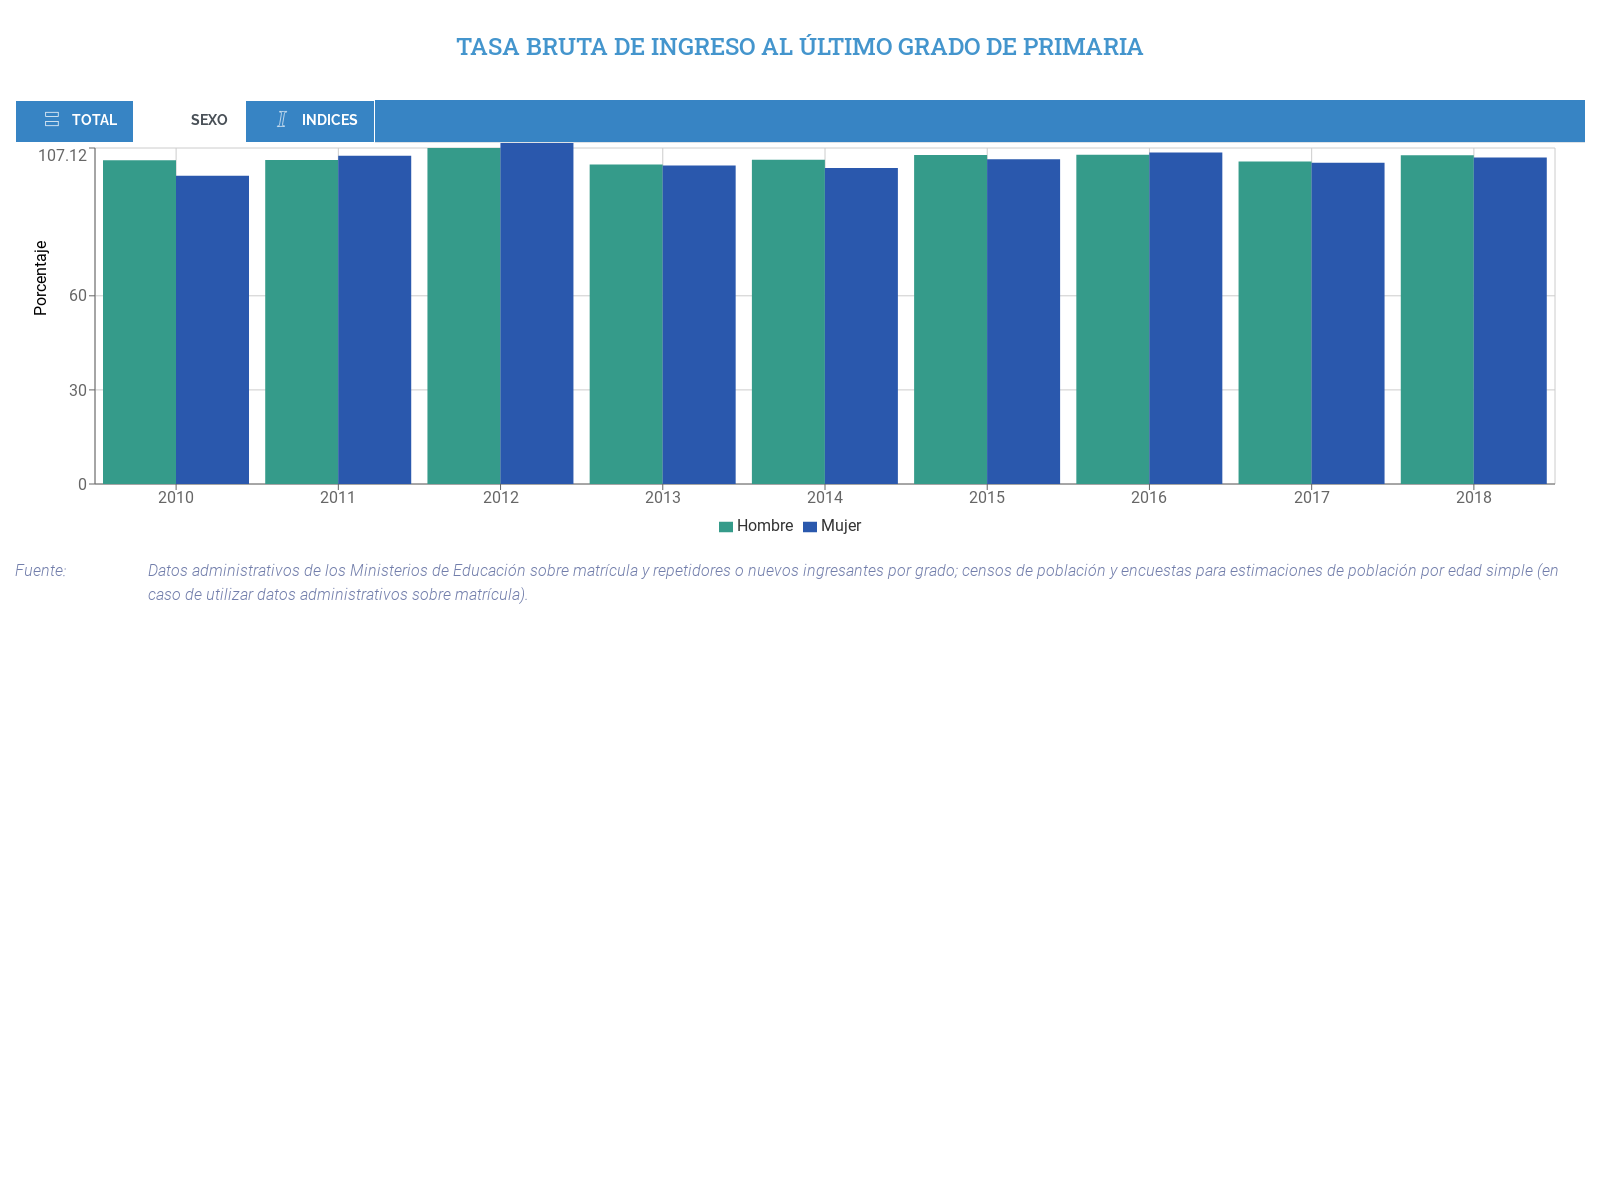 TASA BRUTA DE INGRESO AL ÚLTIMO GRADO DE PRIMARIA
TOTAL SEXO INDICES
107.12
60
30
0
Porcentaje
2010 2011 2012 2013 2014 2015 2016 2017 2018
Hombre Mujer
Fuente: Datos administrativos de los Ministerios de Educación sobre matrícula y repetidores o nuevos ingresantes por grado; censos de población y encuestas para estimaciones de población por edad simple (en
caso de utilizar datos administrativos sobre matrícula).